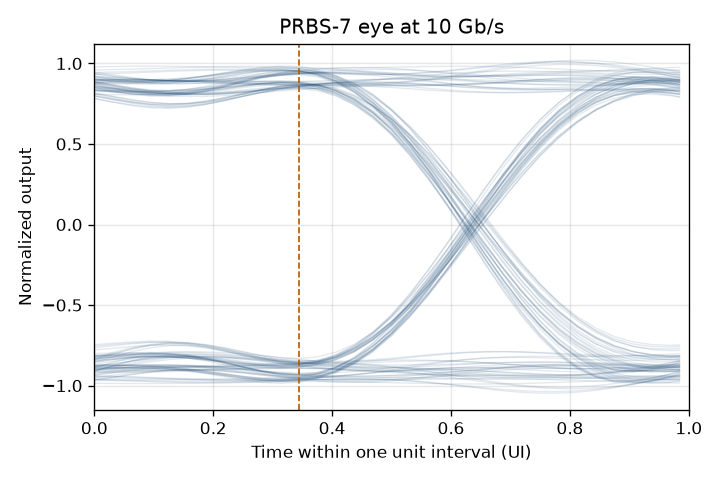 PRBS-7 eye at 10 Gb/s
Normalized output
1.0
0.5
0.0
−0.5
−1.0
0.0 0.2 0.4 0.6 0.8 1.0
Time within one unit interval (UI)